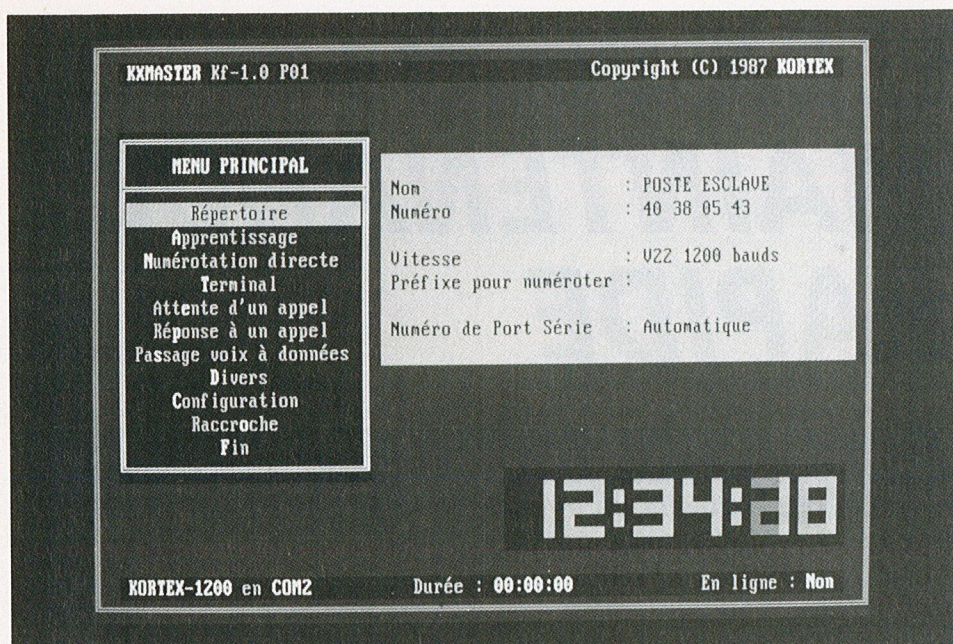 KXMASTER Kf-1.0 P01
Copyright (C) 1987 KORTEX
MENU PRINCIPAL
Répertoire
Apprentissage
Numérotation directe
Terminal
Attente d'un appel
Réponse à un appel
Passage voix à données
Divers
Configuration
Raccroche
Fin
Nom : POSTE ESCLAVE
Numéro : 40 38 05 43
Vitesse : V22 1200 bauds
Préfixe pour numéroter :
Numéro de Port Série : Automatique
KORTEX-1200 en COM2
Durée : 00:00:00
En ligne : Non